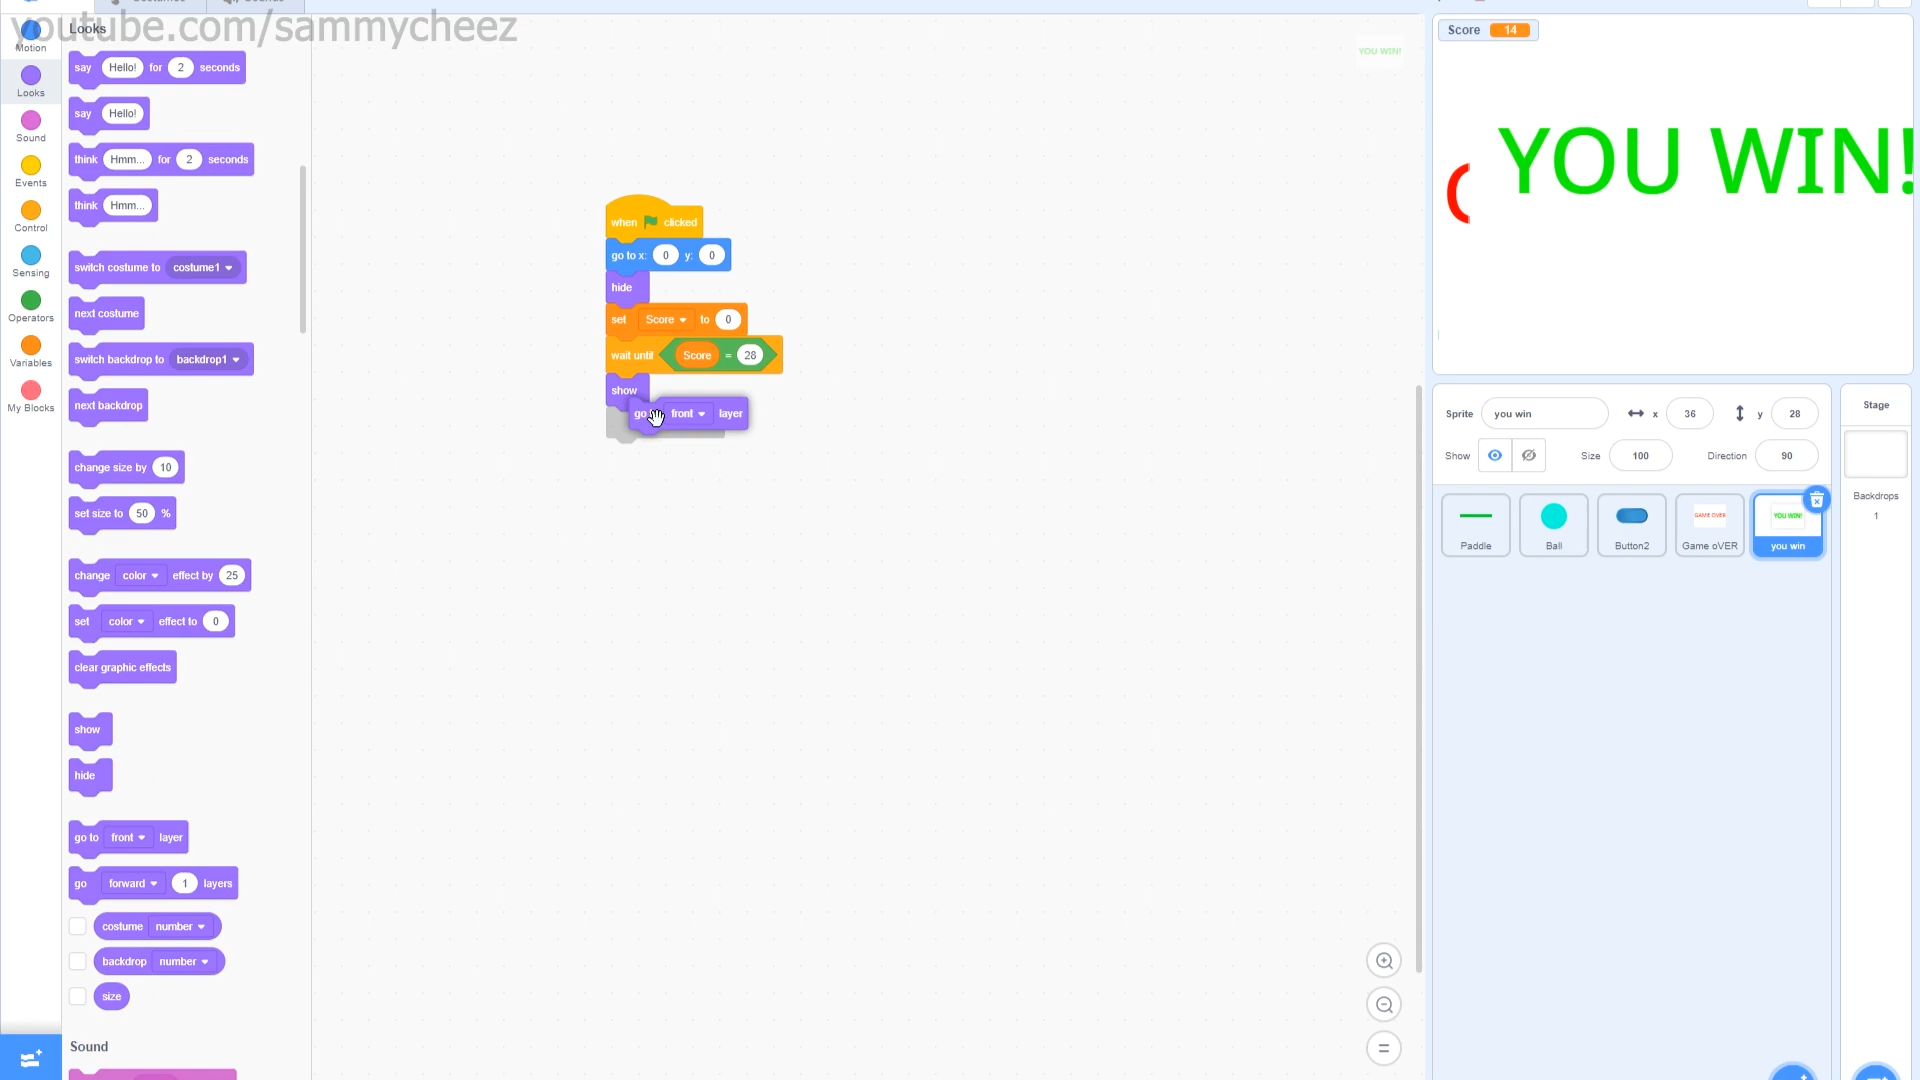 youtube.com/sammycheez
Motion
Looks
Sound
Events
Control
Sensing
Operators
Variables
My Blocks
Looks
say Hello! for 2 seconds
say Hello!
think Hmm... for 2 seconds
think Hmm...
switch costume to costume1
next costume
switch backdrop to backdrop1
next backdrop
change size by 10
set size to 50 %
change color effect by 25
set color effect to 0
clear graphic effects
show
hide
go to front layer
go forward 1 layers
costume number
backdrop number
size
Sound
when clicked
go to x: 0 y: 0
hide
set Score to 0
wait until Score = 28
show
go front layer
YOU WIN!
Score 14
YOU WIN!
Sprite you win x 36 y 28
Show Size 100 Direction 90
Paddle
Ball
Button2
GAME OVER
Game oVER
YOU WIN!
you win
Stage
Backdrops
1